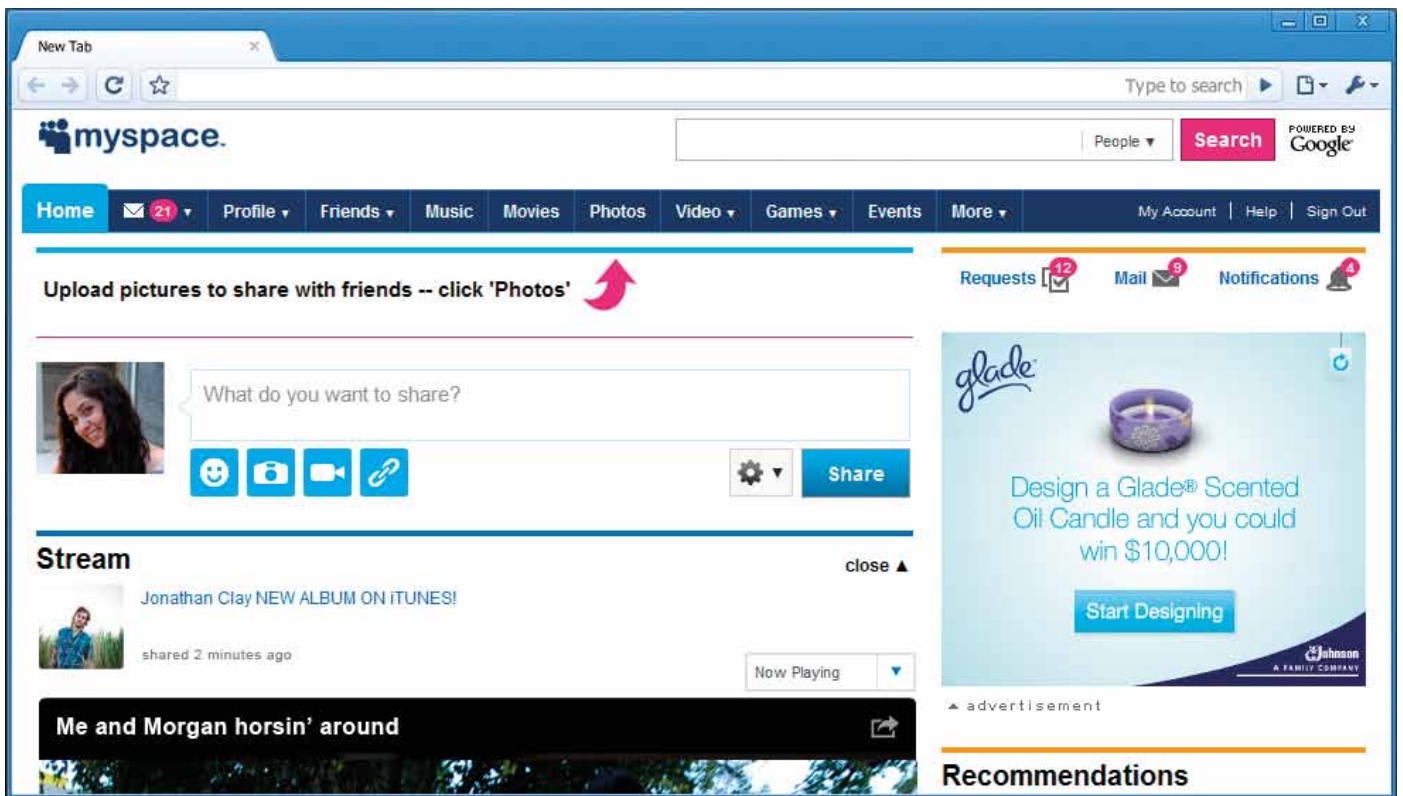 New Tab
Type to search
myspace.
People
Search
POWERED BY
Google
Home 21 Profile Friends Music Movies Photos Video Games Events More My Account | Help | Sign Out
Upload pictures to share with friends -- click 'Photos'
Requests 12 Mail 9 Notifications 4
What do you want to share?
Share
glade
Design a Glade® Scented
Oil Candle and you could
win $10,000!
Start Designing
Johnson
A FAMILY COMPANY
advertisement
Stream
close
Jonathan Clay NEW ALBUM ON iTUNES!
shared 2 minutes ago
Now Playing
Me and Morgan horsin’ around
Recommendations